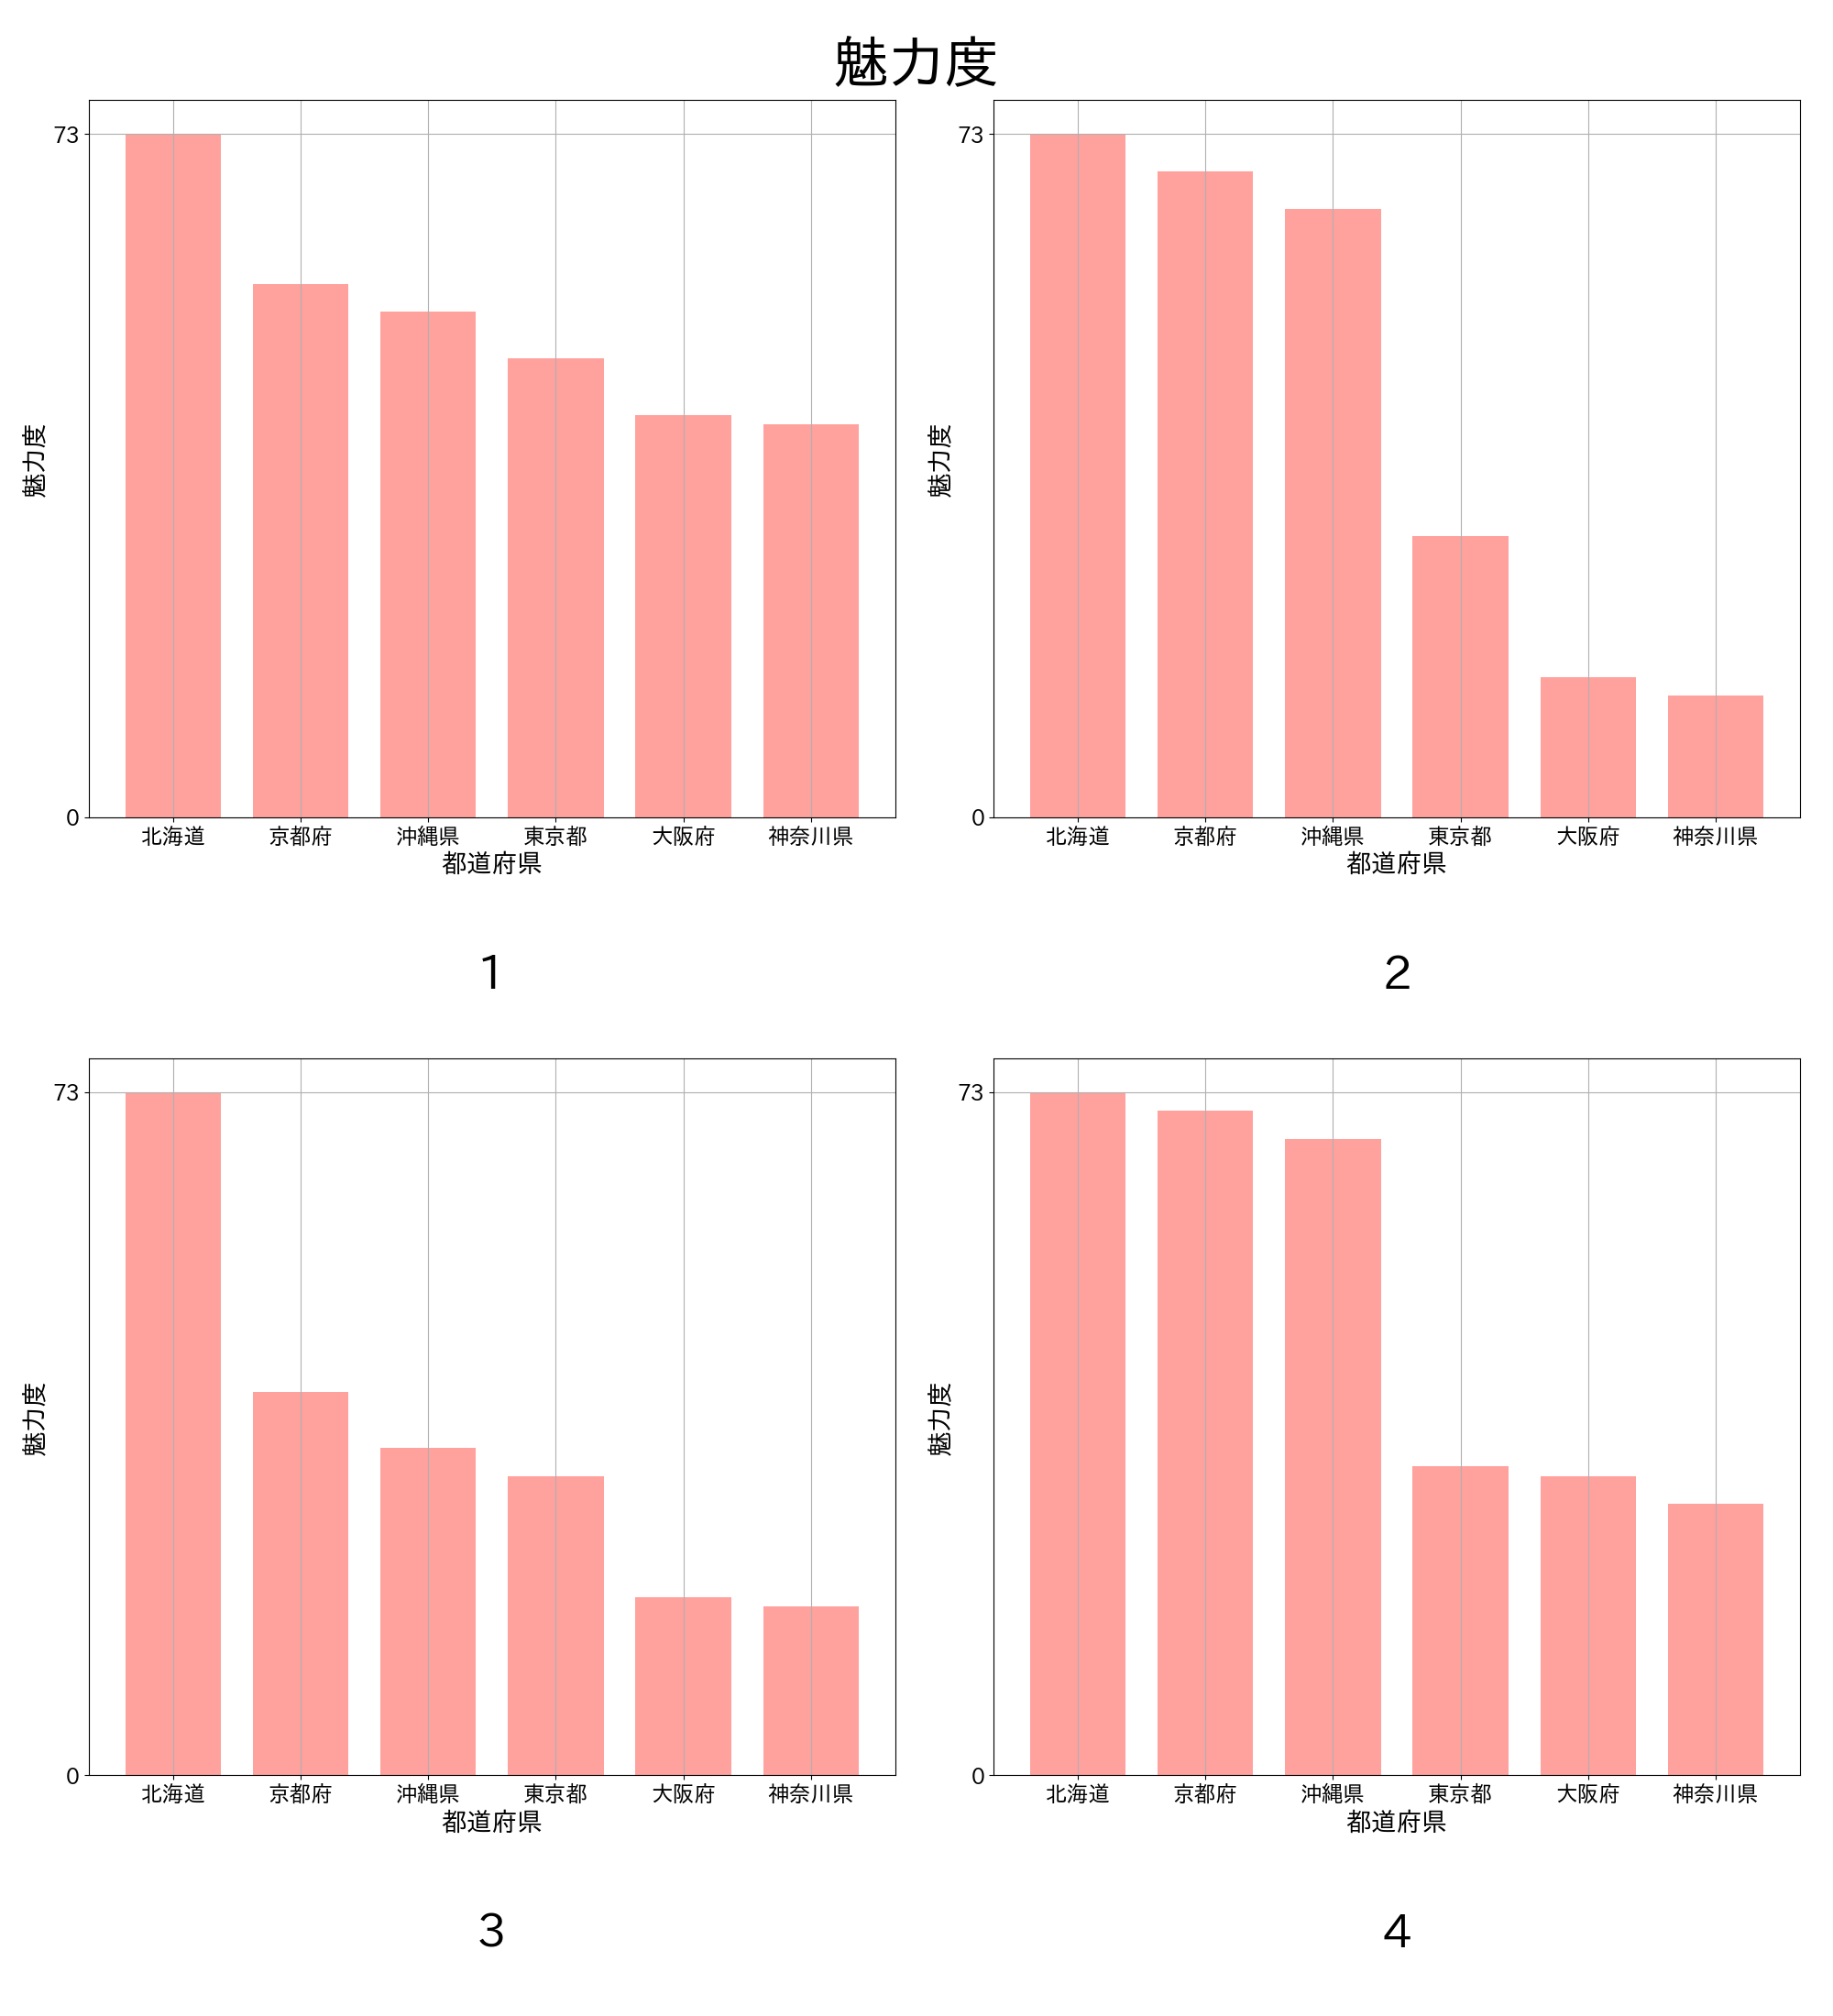 魅力度
73
0
魅力度
北海道 京都府 沖縄県 東京都 大阪府 神奈川県
都道府県
1
73
0
魅力度
北海道 京都府 沖縄県 東京都 大阪府 神奈川県
都道府県
2
73
0
魅力度
北海道 京都府 沖縄県 東京都 大阪府 神奈川県
都道府県
3
73
0
魅力度
北海道 京都府 沖縄県 東京都 大阪府 神奈川県
都道府県
4